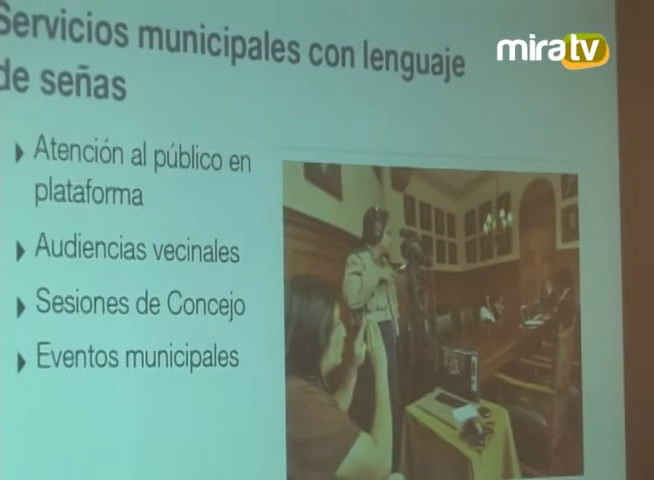 Servicios municipales con lenguaje
de señas
miratv
Atención al público en
plataforma
Audiencias vecinales
Sesiones de Concejo
Eventos municipales